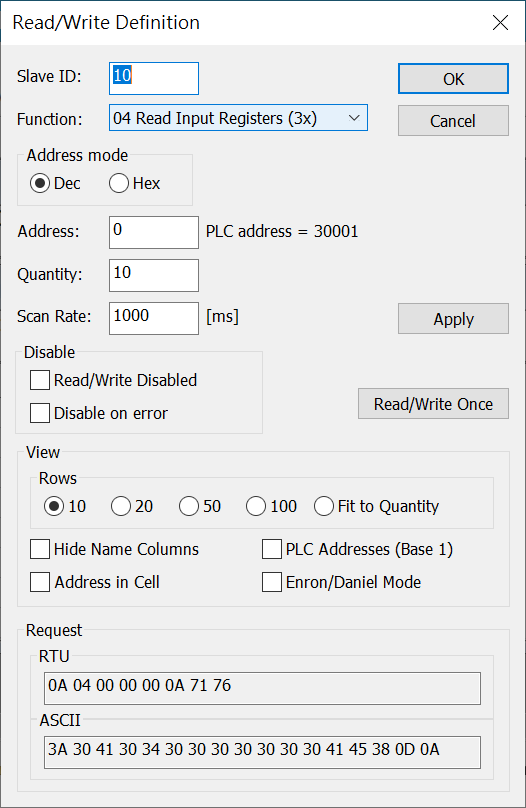 Read/Write Definition
Slave ID: 10 OK
Function: 04 Read Input Registers (3x) Cancel
Address mode
Dec Hex
Address: 0 PLC address = 30001
Quantity: 10
Scan Rate: 1000 [ms] Apply
Disable
Read/Write Disabled
Disable on error
Read/Write Once
View
Rows
10 20 50 100 Fit to Quantity
Hide Name Columns PLC Addresses (Base 1)
Address in Cell Enron/Daniel Mode
Request
RTU
0A 04 00 00 00 0A 71 76
ASCII
3A 30 41 30 34 30 30 30 30 30 30 30 41 45 38 0D 0A